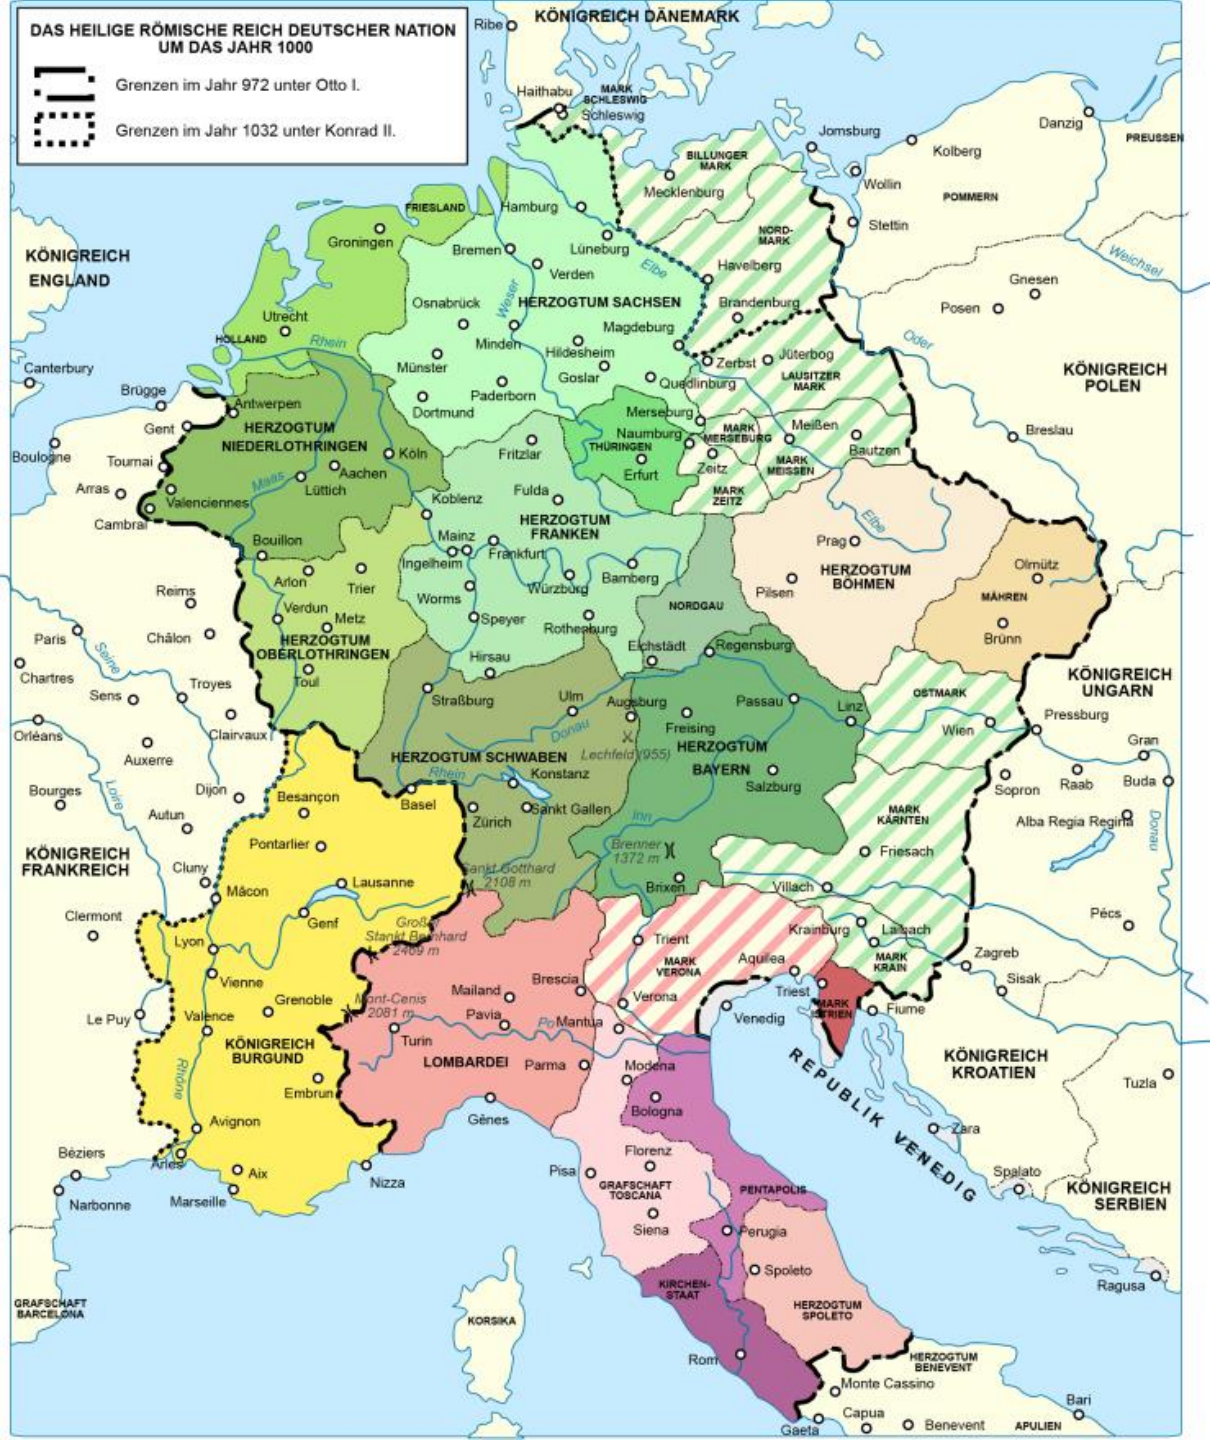 DAS HEILIGE RÖMISCHE REICH DEUTSCHER NATION
UM DAS JAHR 1000
Grenzen im Jahr 972 unter Otto I.
Grenzen im Jahr 1032 unter Konrad II.
Ribe
KÖNIGREICH DÄNEMARK
Haithabu
MARK
SCHLESWIG
Schleswig
Danzig
PREUSSEN
Jomsburg
Kolberg
BILLUNGER
MARK
Mecklenburg
Wollin
POMMERN
FRIESLAND
Hamburg
Stettin
Groningen
NORD-
MARK
Bremen
Lüneburg
KÖNIGREICH
ENGLAND
Verden
Elbe
Havelberg
Weichsel
Gnesen
Weser
Osnabrück
HERZOGTUM SACHSEN
Brandenburg
Posen
Utrecht
Magdeburg
HOLLAND
Rhein
Minden
Hildesheim
Oder
Canterbury
Münster
Goslar
Zerbst
Jüterbog
LAUSITZER
MARK
KÖNIGREICH
POLEN
Brügge
Paderborn
Quedlinburg
Antwerpen
Dortmund
Merseburg
Gent
HERZOGTUM
NIEDERLOTHRINGEN
Naumburg
MARK
MERSEBURG
Meißen
Breslau
Boulogne
Tournai
Köln
Fritzlar
THÜRINGEN
Bautzen
Aachen
Erfurt
Zeitz
MARK
MEISSEN
Maas
Lüttich
Arras
Valenciennes
Koblenz
Fulda
MARK
ZEITZ
Cambral
HERZOGTUM
FRANKEN
Elbe
Bouillon
Mainz
Frankfurt
Prag
Ingelheim
HERZOGTUM
BÖHMEN
Olmütz
Arlon
Trier
Würzburg
Bamberg
Pilsen
Reims
Worms
NORDGAU
MÄHREN
Verdun
Metz
Speyer
Rothenburg
Brünn
Paris
Châlon
HERZOGTUM
OBERLOTHRINGEN
Eichstädt
Regensburg
Seine
Hirsau
Chartres
Toul
KÖNIGREICH
UNGARN
Sens
Troyes
Straßburg
Ulm
Augsburg
Passau
Linz
OSTMARK
Orléans
Clairvaux
Donau
Freising
Wien
Pressburg
Auxerre
HERZOGTUM SCHWABEN
Lechfeld (955)
HERZOGTUM
BAYERN
Gran
Rhein
Konstanz
Salzburg
Sopron
Raab
Buda
Bourges
Loire
Dijon
Besançon
Basel
Zürich
Sankt Gallen
MARK
KÄRNTEN
Autun
Inn
Alba Regia Regina
Donau
KÖNIGREICH
FRANKREICH
Pontarlier
Brenner
1372 m
Friesach
Cluny
Lausanne
Sankt Gotthard
2108 m
Mâcon
Brixen
Villach
Clermont
Genf
Großer
Stankt Bernhard
2469 m
Pécs
Lyon
Trient
Krainburg
Laibach
Zagreb
MARK
VERONA
Aquilea
MARK
KRAIN
Vienne
Brescia
Sisak
Grenoble
Mont-Cenis
2081 m
Mailand
Verona
Triest
MARK
ISTRIEN
Fiume
Le Puy
Valence
Pavia
Po
Mantua
Venedig
KÖNIGREICH
BURGUND
Turin
LOMBARDEI
Parma
Modena
KÖNIGREICH
KROATIEN
Rhône
Embrun
Tuzla
Gènes
Bologna
REPUBLIK VENEDIG
Avignon
Zara
Béziers
Arles
Aix
Nizza
Pisa
Florenz
GRAFSCHAFT
TOSCANA
PENTAPOLIS
Spalato
Narbonne
Marseille
KÖNIGREICH
SERBIEN
Siena
Perugia
Spoleto
KIRCHEN-
STAAT
Ragusa
GRAFSCHAFT
BARCELONA
KORSIKA
HERZOGTUM
SPOLETO
Rom
HERZOGTUM
BENEVENT
Monte Cassino
Bari
Gaeta
Capua
Benevent
APULIEN